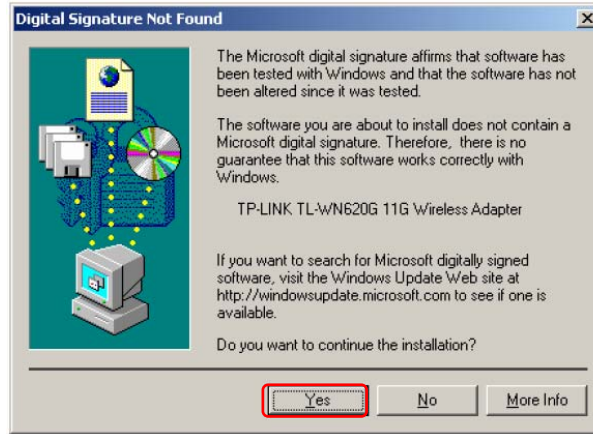 Digital Signature Not Found
The Microsoft digital signature affirms that software has
been tested with Windows and that the software has not
been altered since it was tested.
The software you are about to install does not contain a
Microsoft digital signature. Therefore, there is no
guarantee that this software works correctly with
Windows.
TP-LINK TL-WN620G 11G Wireless Adapter
If you want to search for Microsoft digitally signed
software, visit the Windows Update Web site at
http://windowsupdate.microsoft.com to see if one is
available.
Do you want to continue the installation?
Yes No More Info